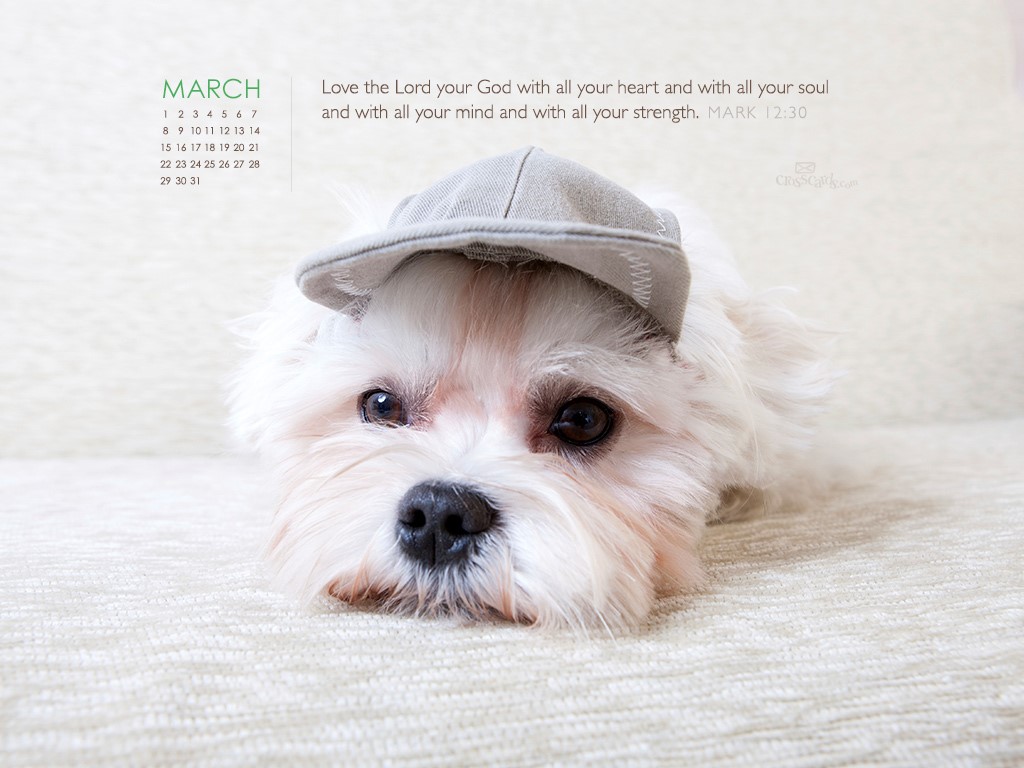 MARCH
1 2 3 4 5 6 7
8 9 10 11 12 13 14
15 16 17 18 19 20 21
22 23 24 25 26 27 28
29 30 31
Love the Lord your God with all your heart and with all your soul
and with all your mind and with all your strength. MARK 12:30
crosscards.com